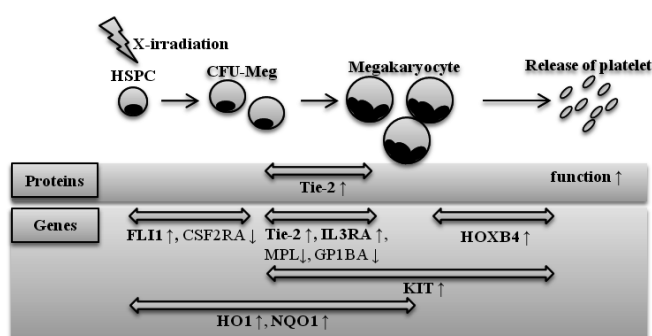 X-irradiation
HSPC
CFU-Meg
Megakaryocyte
Release of platelet
Proteins
Tie-2 ↑
function ↑
Genes
FLI1 ↑, CSF2RA ↓
Tie-2 ↑, IL3RA ↑,
MPL↓, GP1BA ↓
HOXB4 ↑
KIT ↑
HO1↑, NQO1 ↑